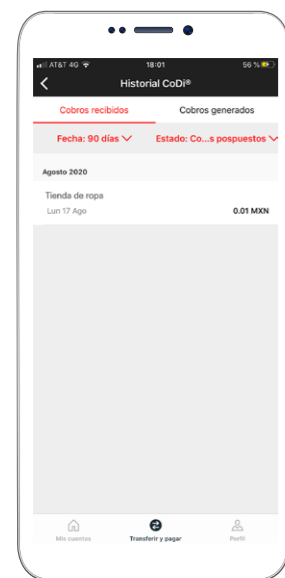 AT&T 4G 18:01 56 %
Historial CoDi®
Cobros recibidos Cobros generados
Fecha: 90 días Estado: Co...s pospuestos
Agosto 2020
Tienda de ropa
Lun 17 Ago 0.01 MXN
Mis cuentas Transferir y pagar Perfil